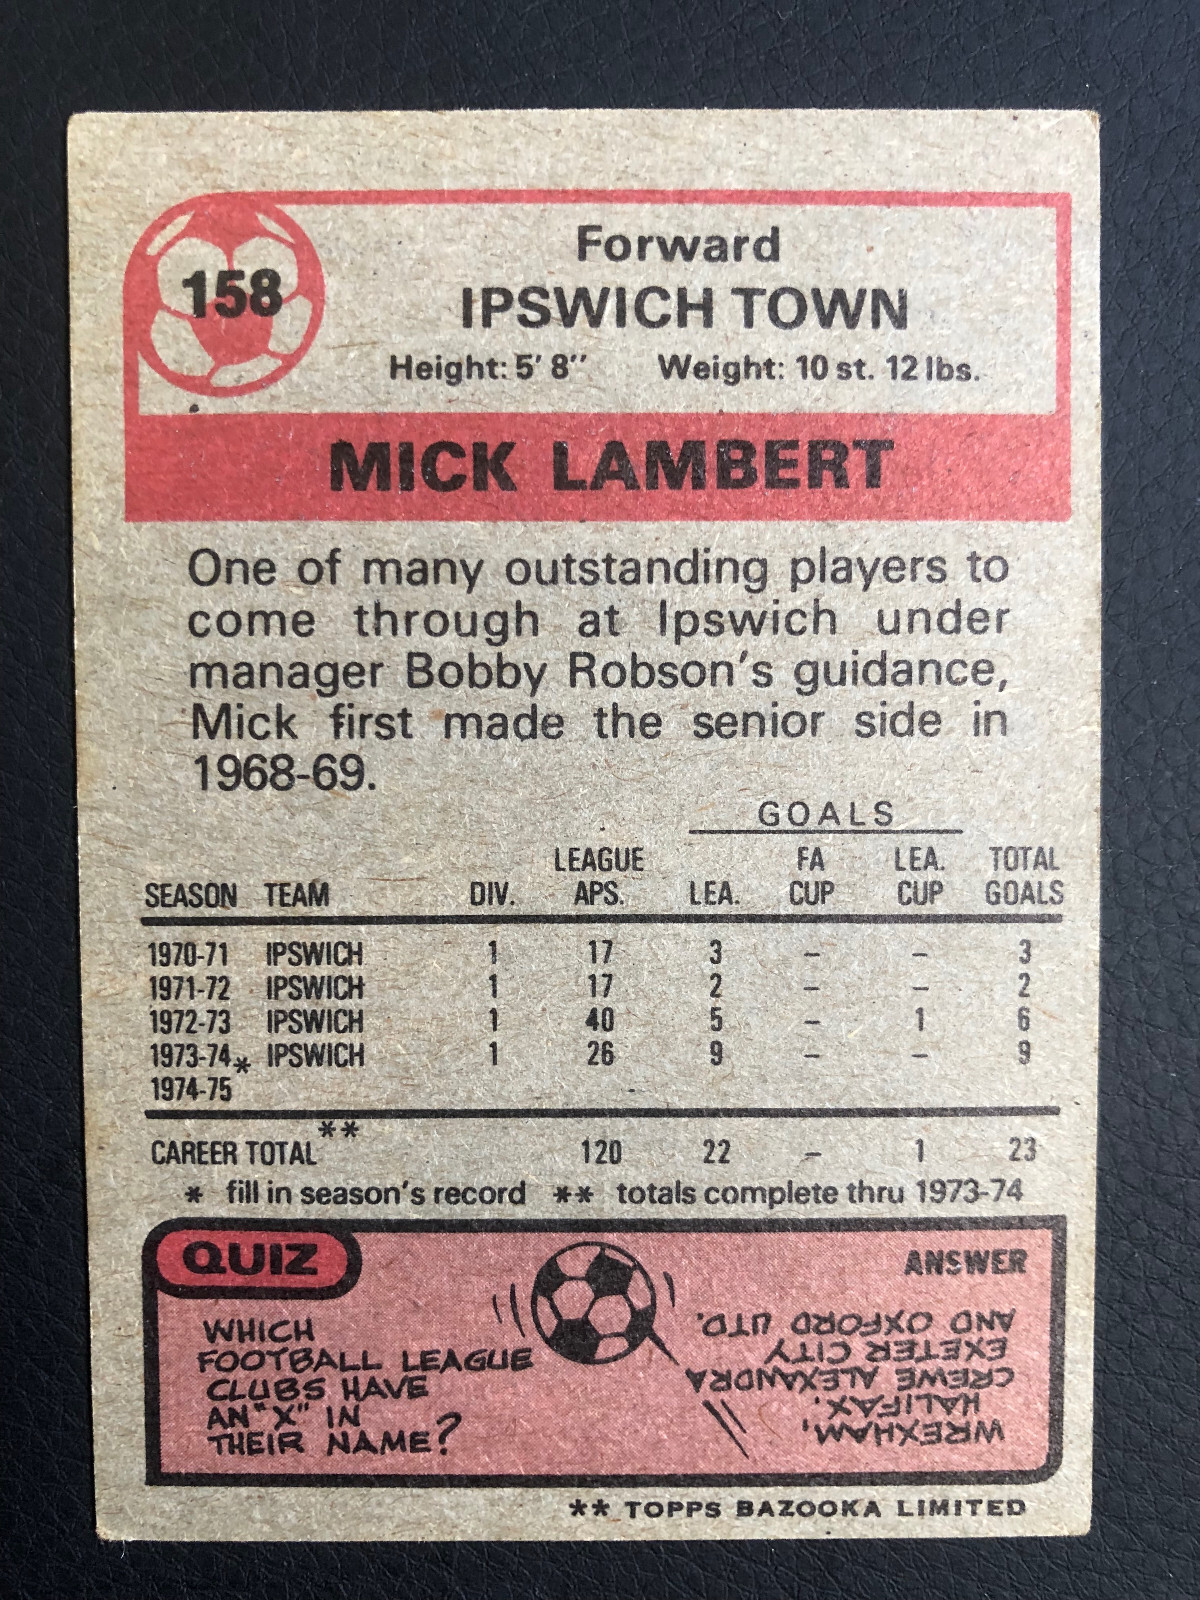 158
Forward
IPSWICH TOWN
Height: 5' 8" Weight: 10 st. 12 lbs.
MICK LAMBERT
One of many outstanding players to
come through at Ipswich under
manager Bobby Robson's guidance,
Mick first made the senior side in
1968-69.
GOALS
LEAGUE FA LEA. TOTAL
SEASON TEAM DIV. APS. LEA. CUP CUP GOALS
1970-71 IPSWICH 1 17 3 – – 3
1971-72 IPSWICH 1 17 2 – – 2
1972-73 IPSWICH 1 40 5 – 1 6
1973-74 IPSWICH 1 26 9 – – 9
1974-75*
CAREER TOTAL** 120 22 – 1 23
* fill in season's record ** totals complete thru 1973-74
QUIZ
WHICH
FOOTBALL LEAGUE
CLUBS HAVE
AN "X" IN
THEIR NAME?
ANSWER
WREXHAM,
HALIFAX,
CREWE ALEXANDRA
EXETER CITY
AND OXFORD UTD.
** TOPPS BAZOOKA LIMITED